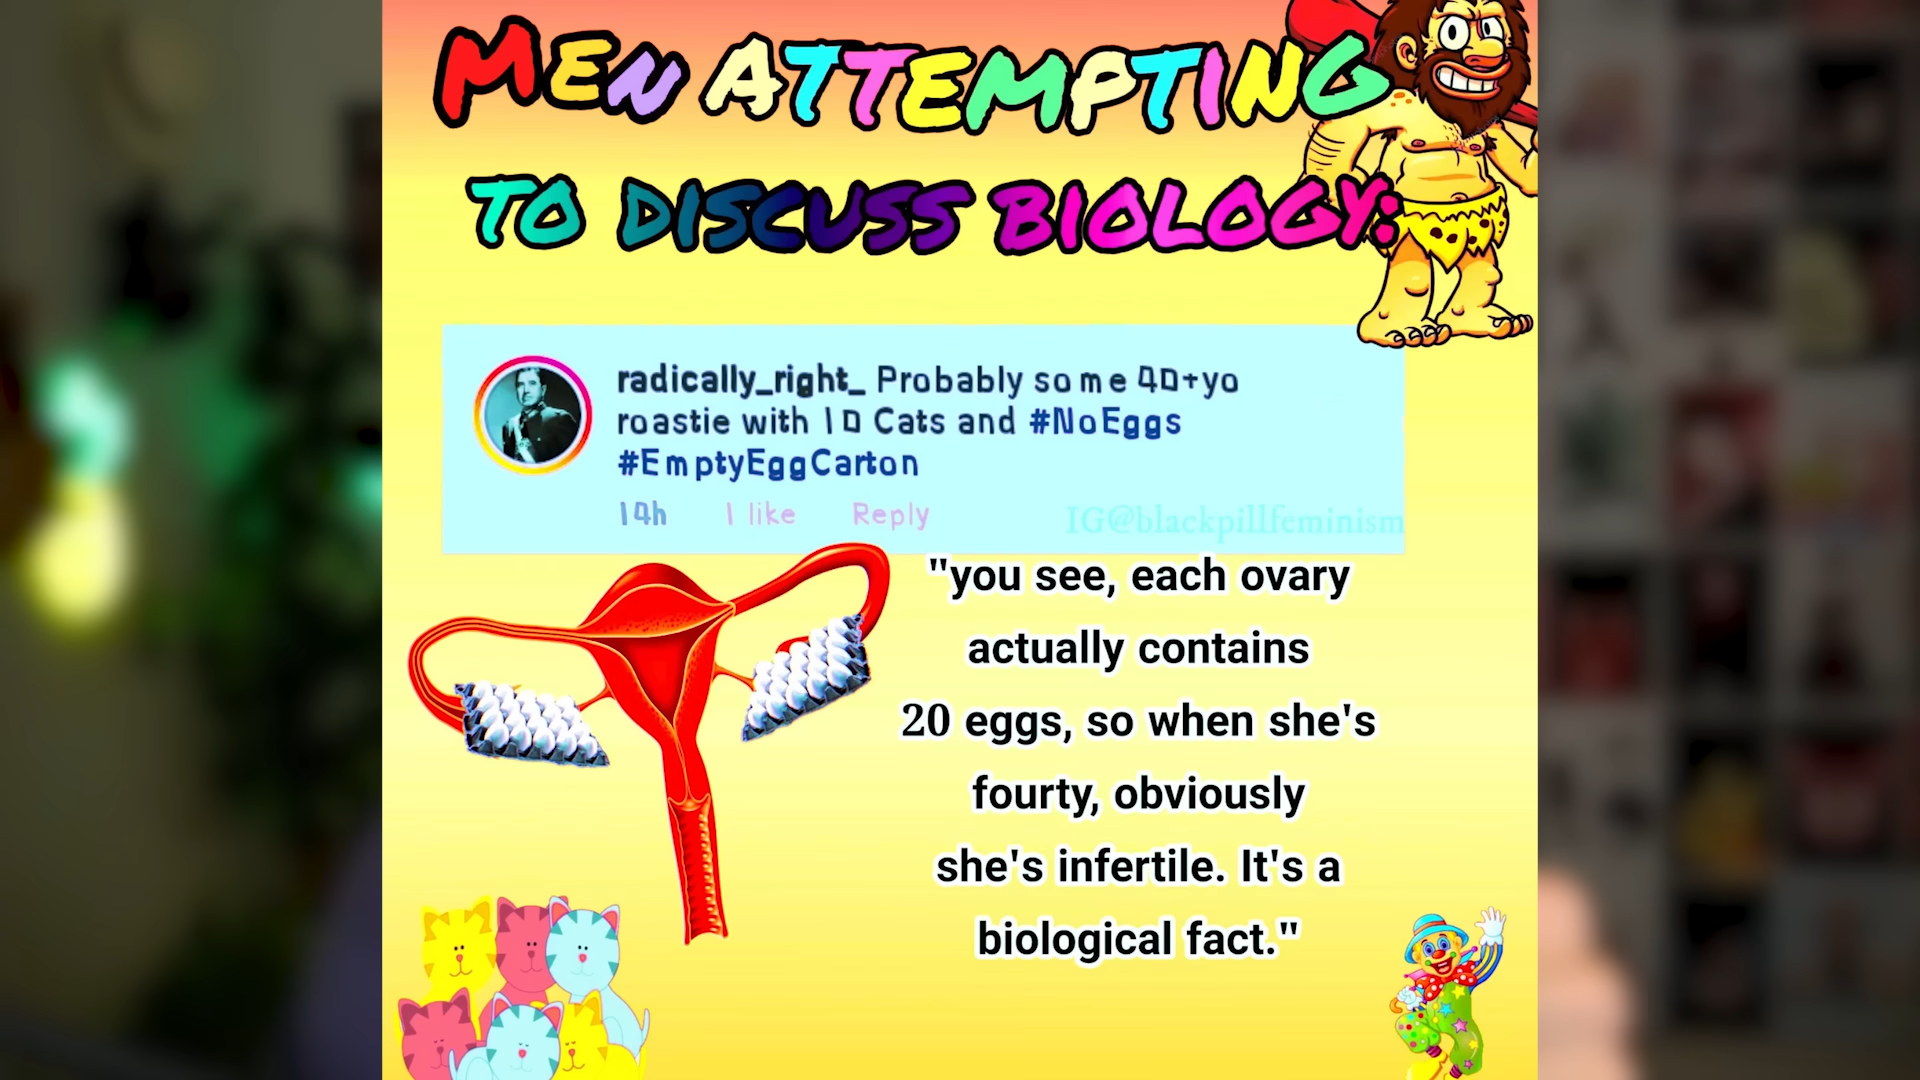 MEN ATTEMPTING
TO DISCUSS BIOLOGY:
radically_right_ Probably some 40+yo
roastie with 10 Cats and #NoEggs
#EmptyEggCarton
14h I like Reply
IG@blackpillfeminism
"you see, each ovary
actually contains
20 eggs, so when she's
fourty, obviously
she's infertile. It's a
biological fact."